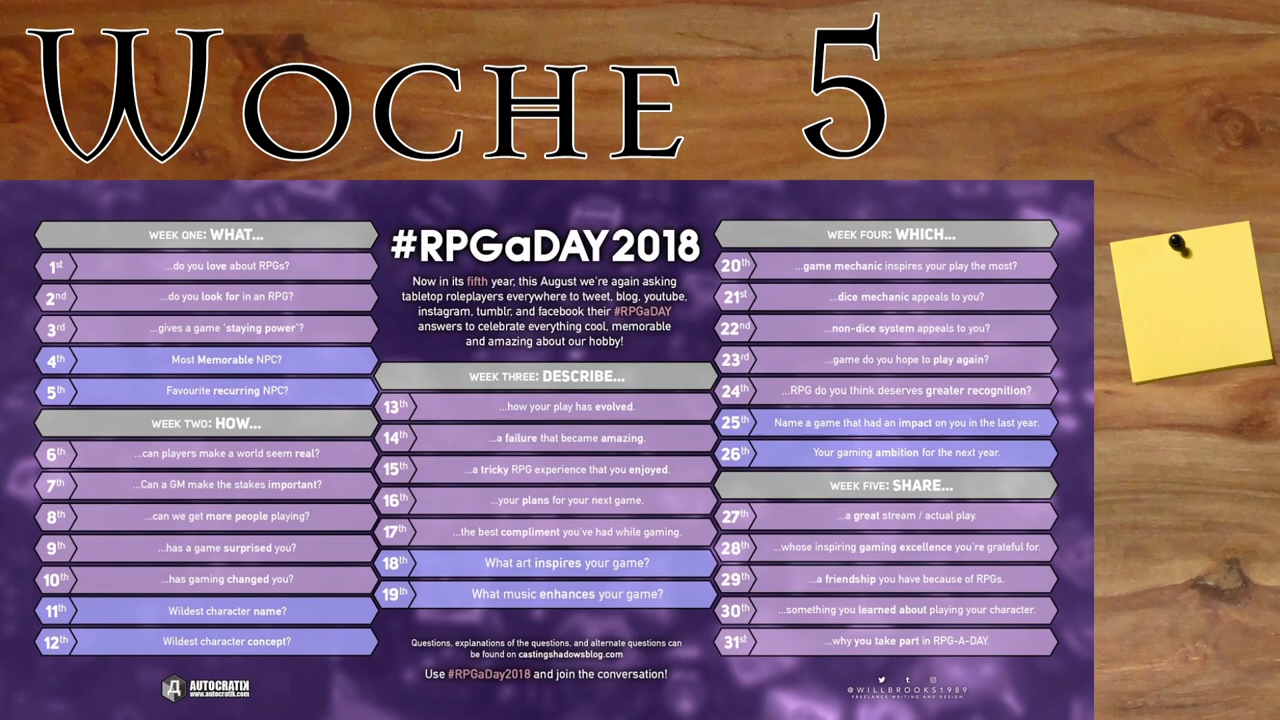 Woche 5
WEEK ONE: WHAT...
1st ...do you love about RPGs?
2nd ...do you look for in an RPG?
3rd ...gives a game 'staying power'?
4th Most Memorable NPC?
5th Favourite recurring NPC?
WEEK TWO: HOW...
6th ...can players make a world seem real?
7th ...Can a GM make the stakes important?
8th ...can we get more people playing?
9th ...has a game surprised you?
10th ...has gaming changed you?
11th Wildest character name?
12th Wildest character concept?
AUTOCRATIK
www.autocratik.com
#RPGaDAY2018
Now in its fifth year, this August we're again asking
tabletop roleplayers everywhere to tweet, blog, youtube,
instagram, tumblr, and facebook their #RPGaDAY
answers to celebrate everything cool, memorable
and amazing about our hobby!
WEEK THREE: DESCRIBE...
13th ...how your play has evolved.
14th ...a failure that became amazing.
15th ...a tricky RPG experience that you enjoyed.
16th ...your plans for your next game.
17th ...the best compliment you've had while gaming.
18th What art inspires your game?
19th What music enhances your game?
Questions, explanations of the questions, and alternate questions can
be found on castingshadowsblog.com
Use #RPGaDay2018 and join the conversation!
WEEK FOUR: WHICH...
20th ...game mechanic inspires your play the most?
21st ...dice mechanic appeals to you?
22nd ...non-dice system appeals to you?
23rd ...game do you hope to play again?
24th ...RPG do you think deserves greater recognition?
25th Name a game that had an impact on you in the last year.
26th Your gaming ambition for the next year.
WEEK FIVE: SHARE...
27th ...a great stream / actual play.
28th ...whose inspiring gaming excellence you're grateful for.
29th ...a friendship you have because of RPGs.
30th ...something you learned about playing your character.
31st ...why you take part in RPG-A-DAY.
@WILLBROOKS1989
FREELANCE WRITING AND DESIGN